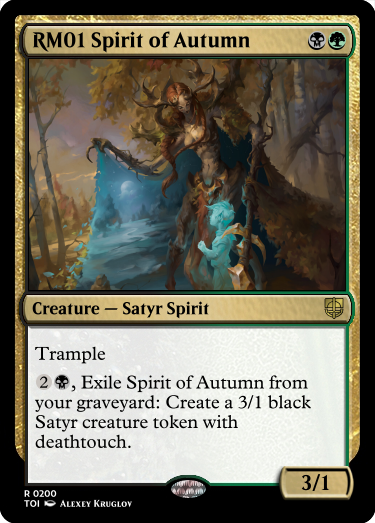 RM01 Spirit of Autumn
Creature — Satyr Spirit
Trample
2, Exile Spirit of Autumn from
your graveyard: Create a 3/1 black
Satyr creature token with
deathtouch.
3/1
R 0200
TOI ALEXEY KRUGLOV